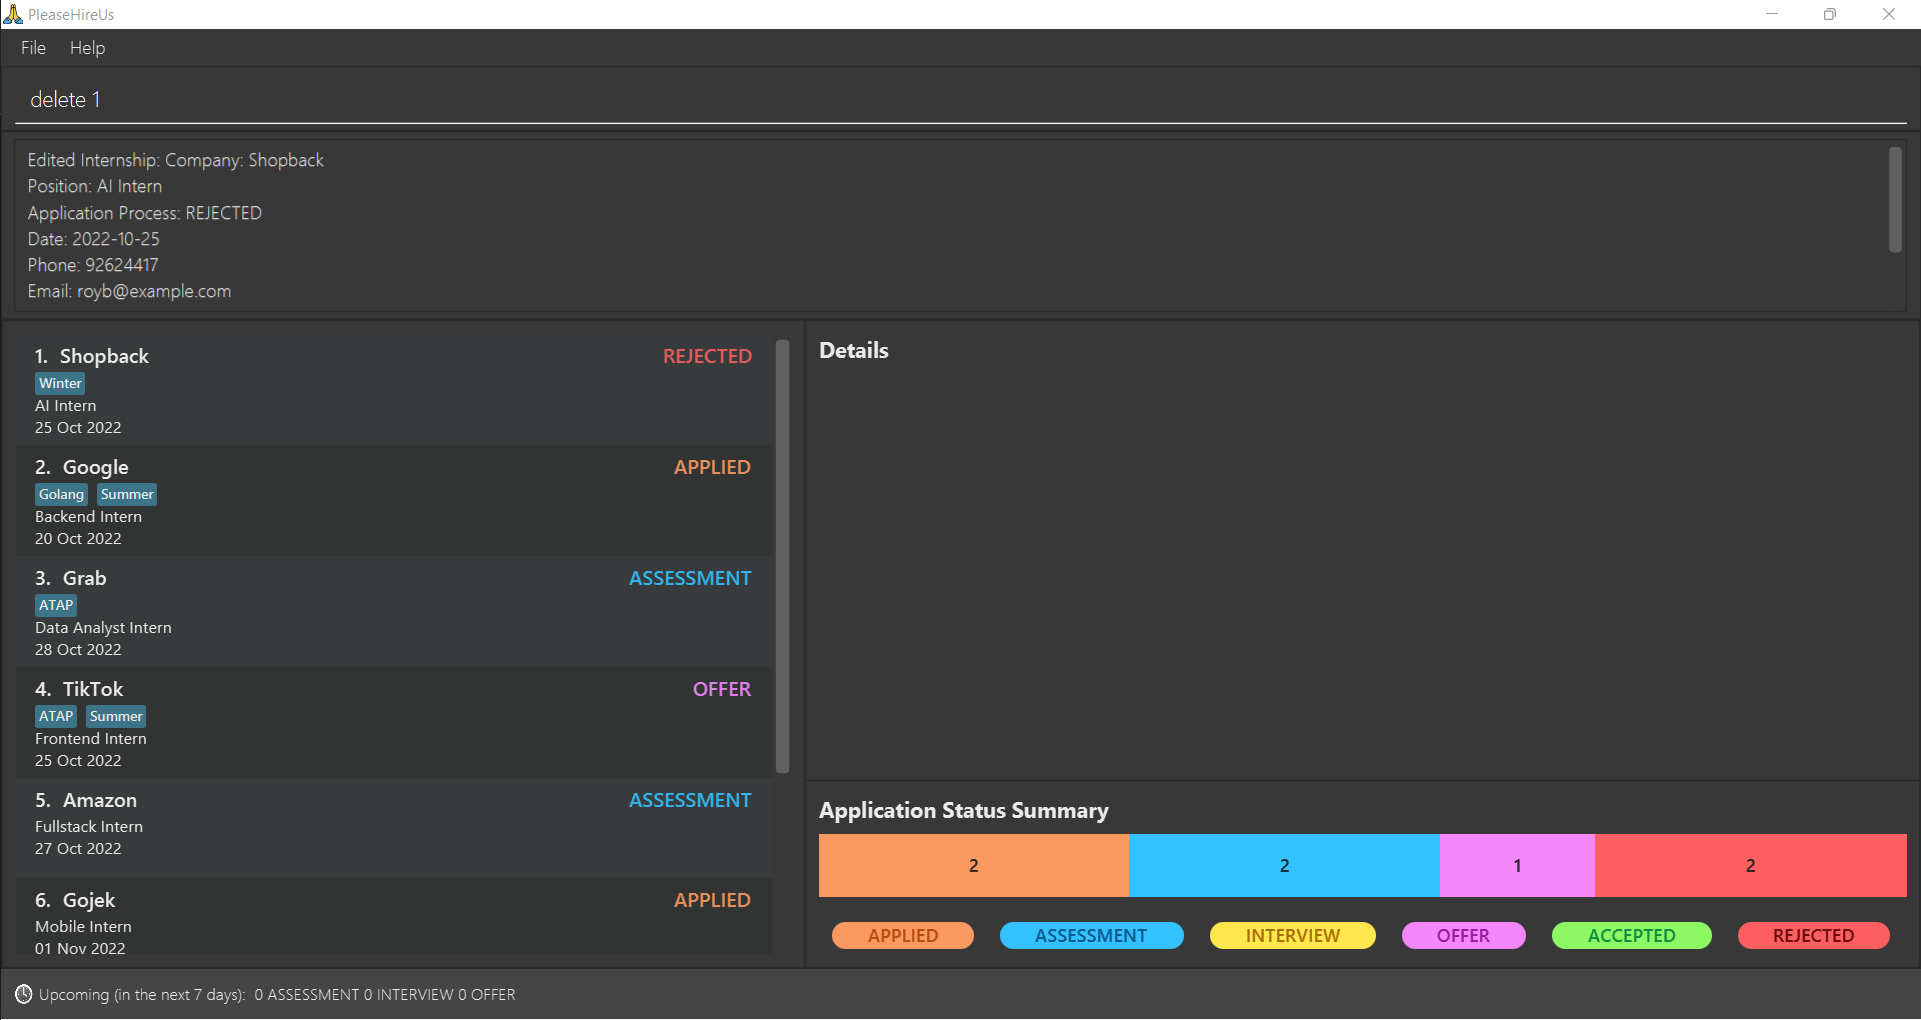 PleaseHireUs
File Help
delete 1
Edited Internship: Company: Shopback
Position: AI Intern
Application Process: REJECTED
Date: 2022-10-25
Phone: 92624417
Email: royb@example.com
1. Shopback REJECTED
Winter
AI Intern
25 Oct 2022
2. Google APPLIED
Golang Summer
Backend Intern
20 Oct 2022
3. Grab ASSESSMENT
ATAP
Data Analyst Intern
28 Oct 2022
4. TikTok OFFER
ATAP Summer
Frontend Intern
25 Oct 2022
5. Amazon ASSESSMENT
Fullstack Intern
27 Oct 2022
6. Gojek APPLIED
Mobile Intern
01 Nov 2022
Details
Application Status Summary
2 2 1 2
APPLIED ASSESSMENT INTERVIEW OFFER ACCEPTED REJECTED
Upcoming (in the next 7 days): 0 ASSESSMENT 0 INTERVIEW 0 OFFER